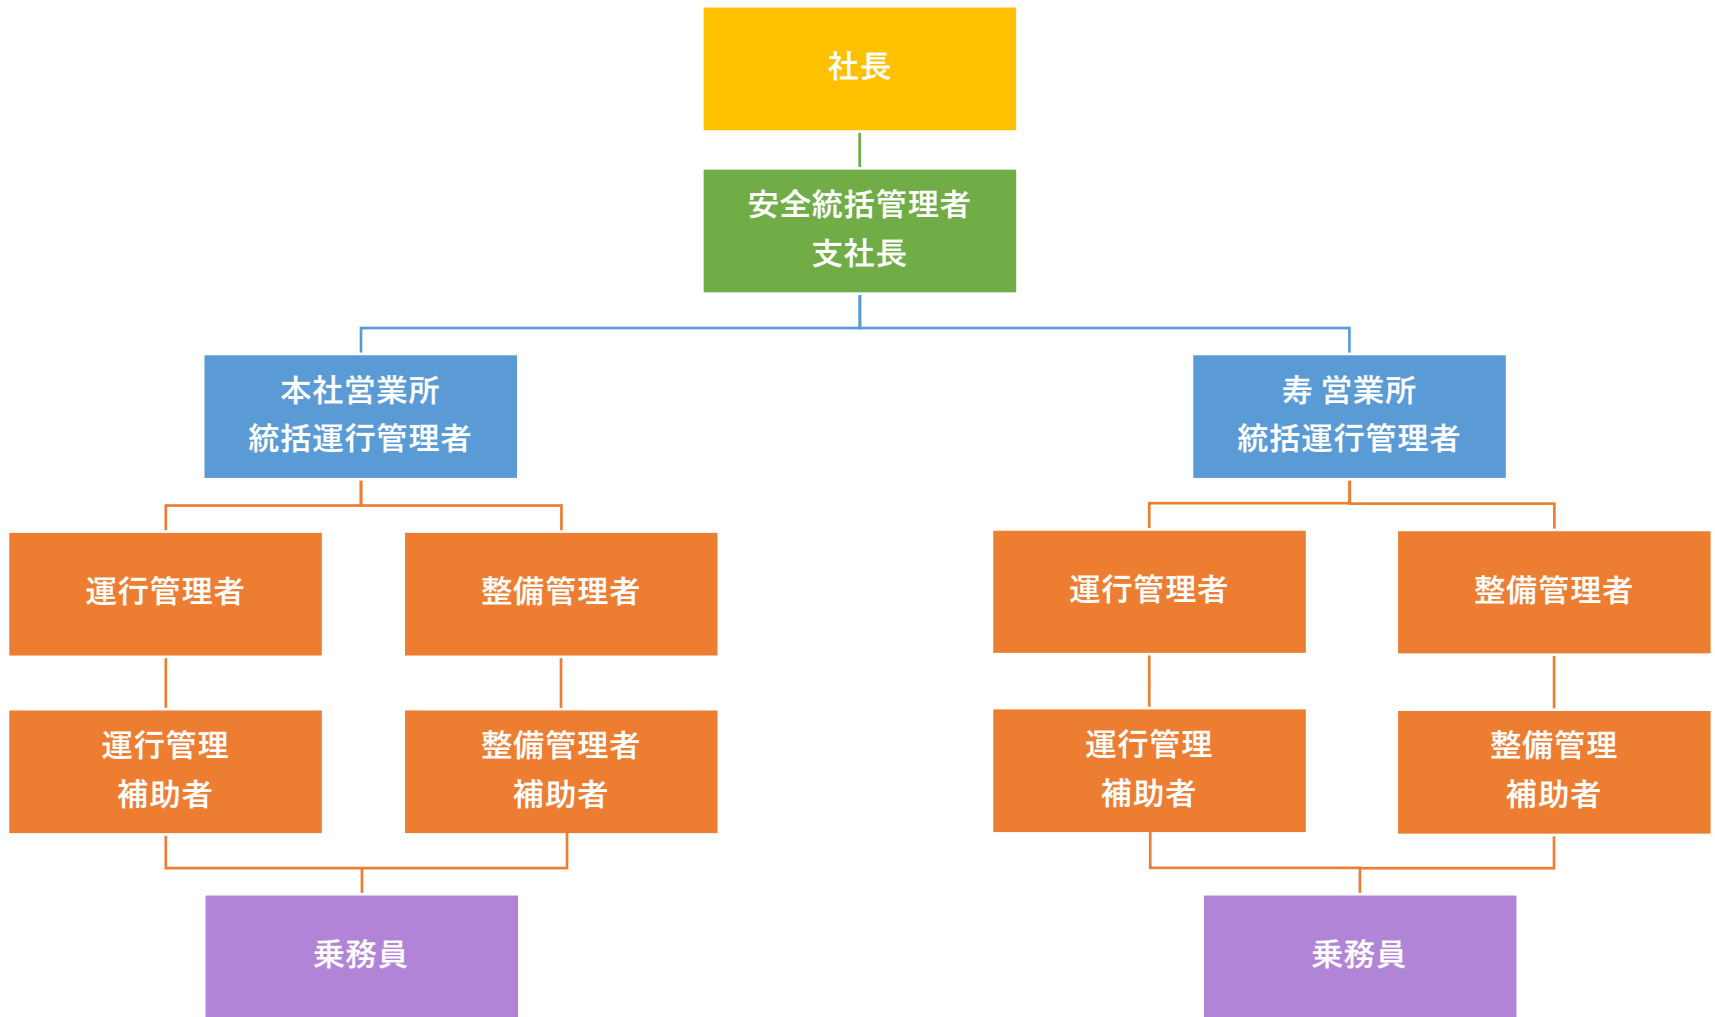 社長
安全統括管理者
支社長
本社営業所
統括運行管理者
寿 営業所
統括運行管理者
運行管理者
整備管理者
運行管理者
整備管理者
運行管理
補助者
整備管理者
補助者
運行管理
補助者
整備管理
補助者
乗務員
乗務員